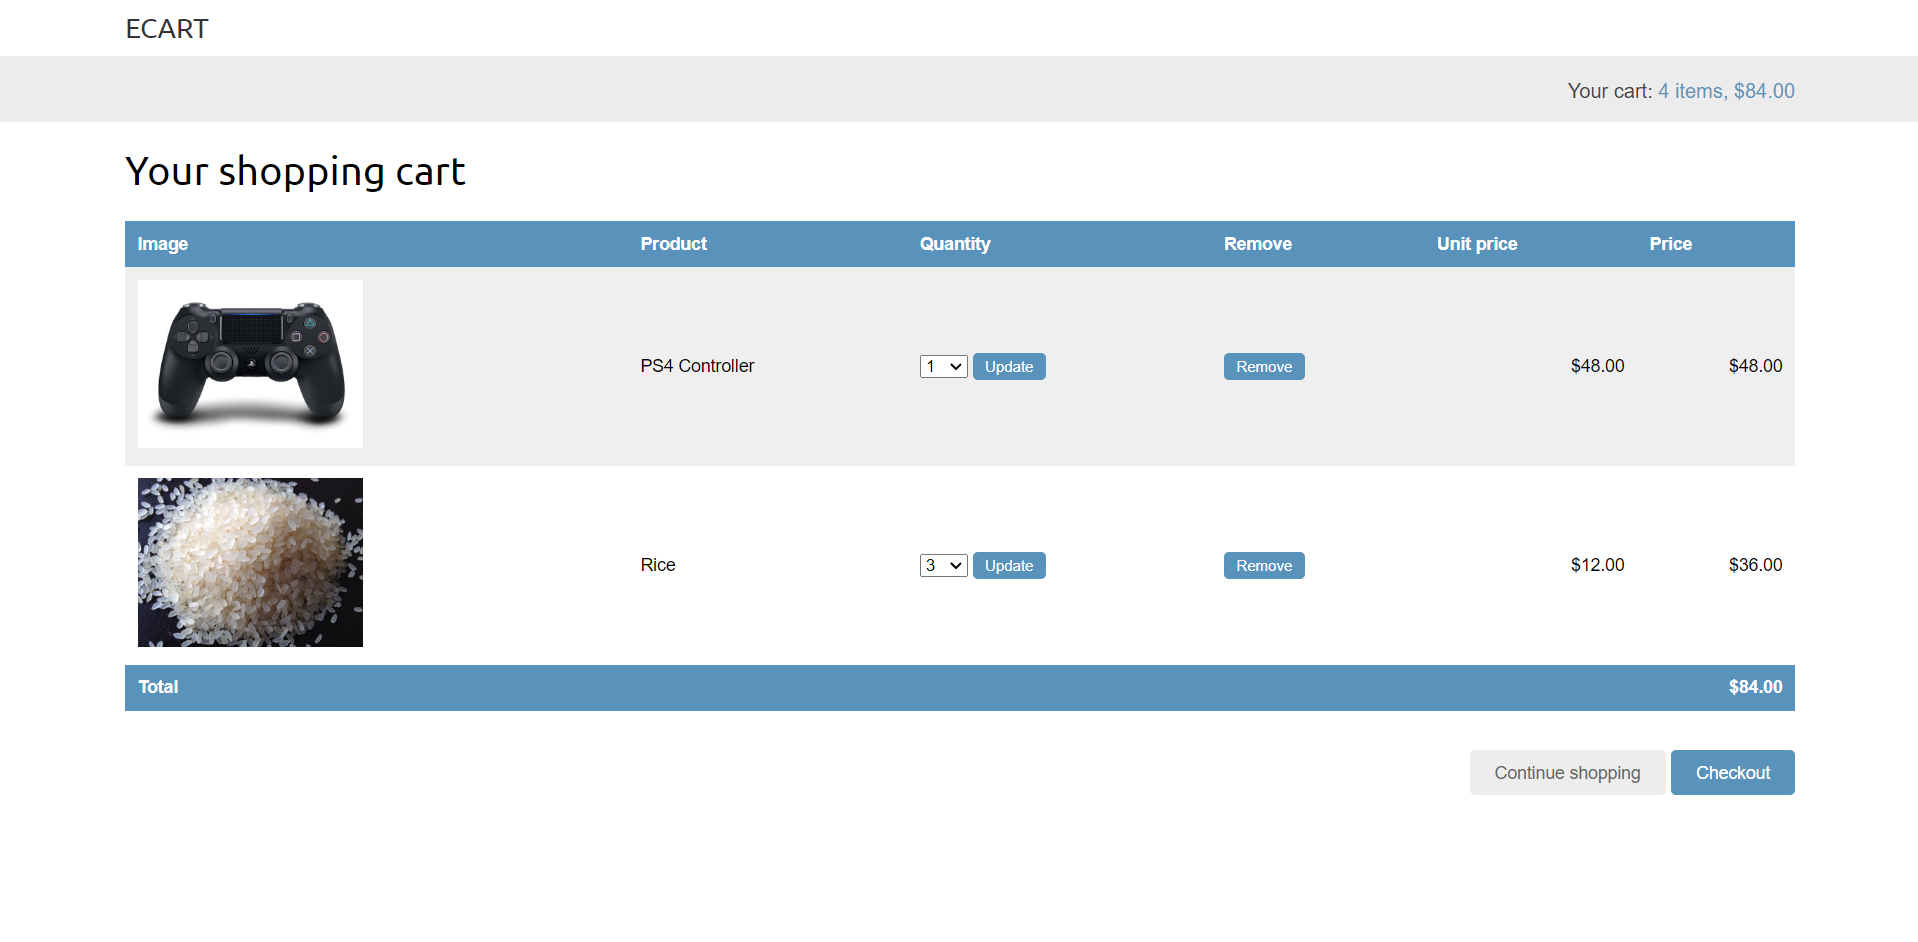 ECART
Your cart: 4 items, $84.00
Your shopping cart
Image Product Quantity Remove Unit price Price
PS4 Controller 1 Update Remove $48.00 $48.00
Rice 3 Update Remove $12.00 $36.00
Total $84.00
Continue shopping Checkout